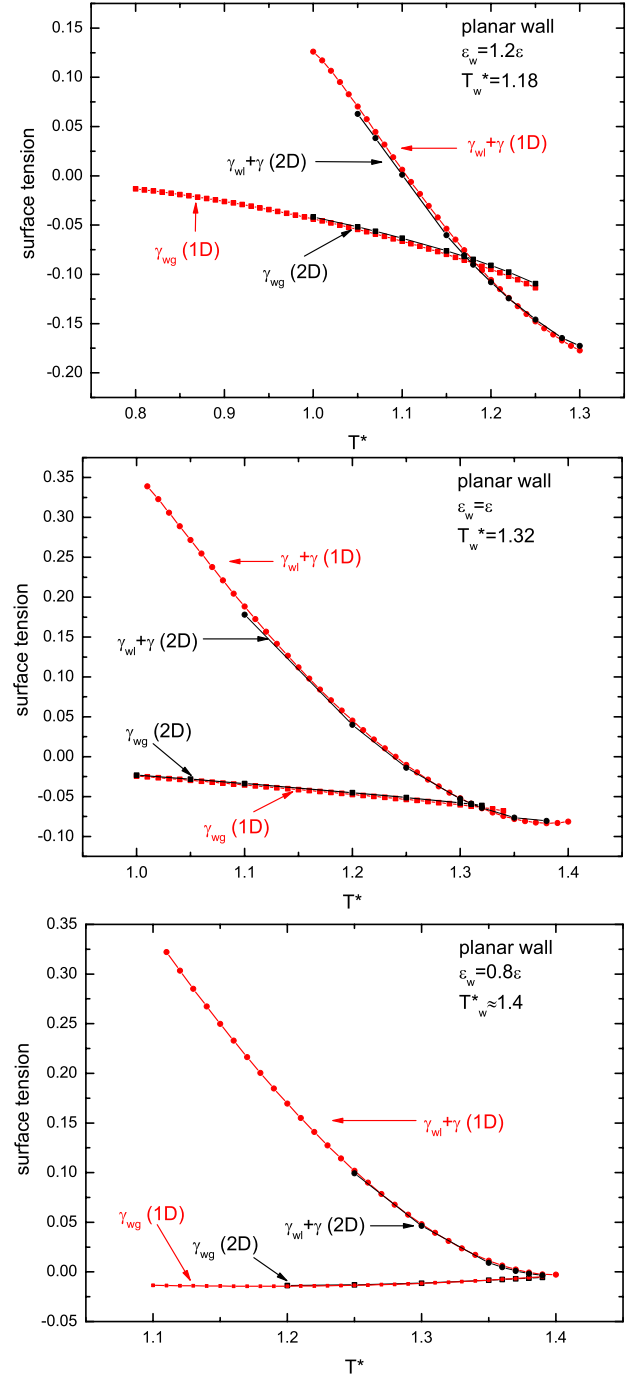 planar wall
ε_w=1.2ε
T_w*=1.18
0.15
0.10
0.05
0.00
-0.05
-0.10
-0.15
-0.20
surface tension
γ_wl+γ (1D)
γ_wl+γ (2D)
γ_wg (1D)
γ_wg (2D)
0.8 0.9 1.0 1.1 1.2 1.3
T*
planar wall
ε_w=ε
T_w*=1.32
0.35
0.30
0.25
0.20
0.15
0.10
0.05
0.00
-0.05
-0.10
surface tension
γ_wl+γ (1D)
γ_wl+γ (2D)
γ_wg (2D)
γ_wg (1D)
1.0 1.1 1.2 1.3 1.4
T*
planar wall
ε_w=0.8ε
T*_w≈1.4
0.35
0.30
0.25
0.20
0.15
0.10
0.05
0.00
-0.05
surface tension
γ_wl+γ (1D)
γ_wg (1D)
γ_wg (2D)
γ_wl+γ (2D)
1.1 1.2 1.3 1.4
T*